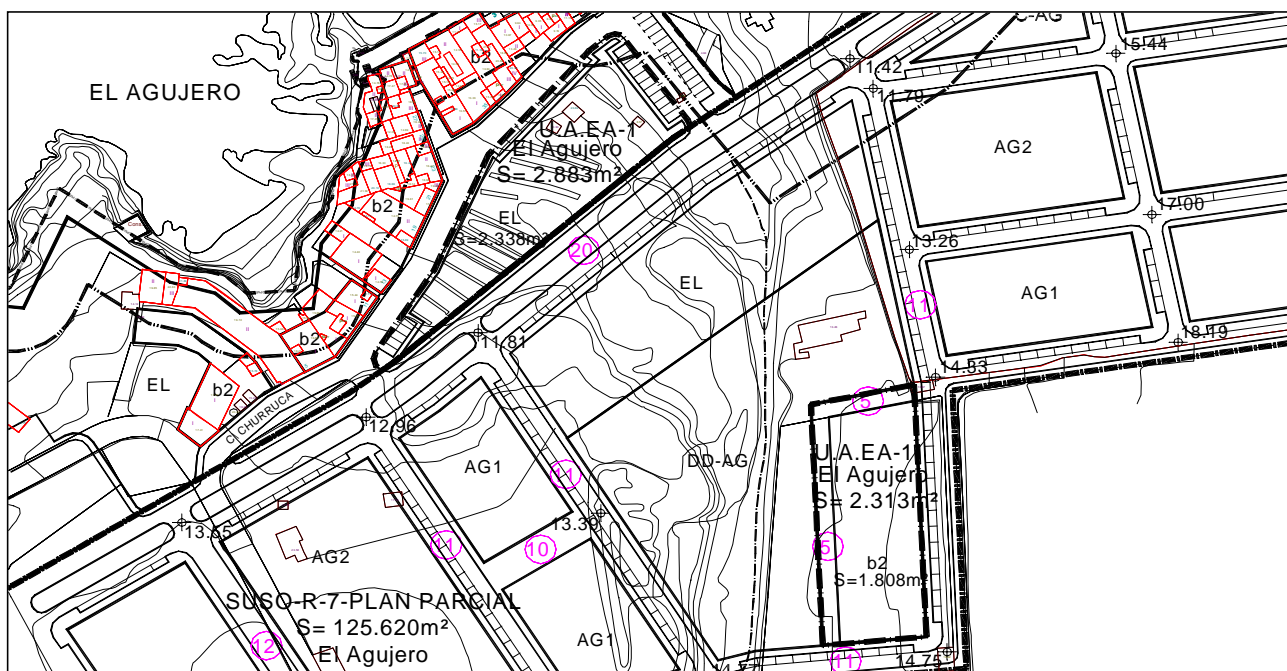 C-AG
15.44
11.42
b2
EL AGUJERO
11.79
U.A.EA-1
El Agujero
S= 2.883m²
AG2
b2
EL
S=2.338m²
17.00
13.26
20
EL
AG1
11
11.81
18.19
b2
14.33
EL
b2
5
C/ CHURRUCA
12.96
U.A.EA-1
El Agujero
S= 2.313m²
AG1
DD-AG
11
13.39
13.65
11
10
5
AG2
b2
S=1.808m²
SUSO-R-7-PLAN PARCIAL
S= 125.620m²
El Agujero
12
AG1
11
14.75